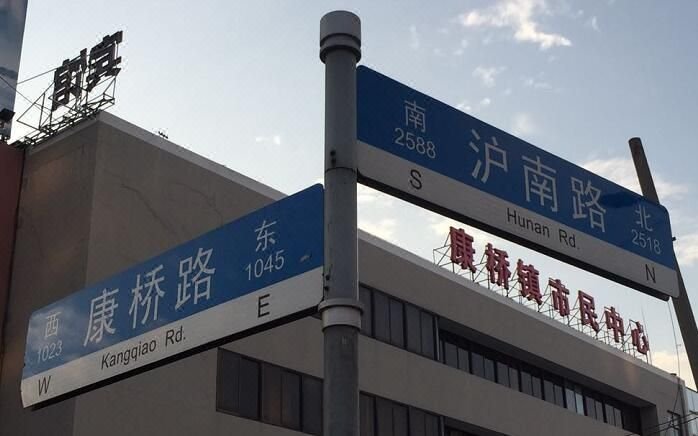 南
2588
沪南路
北
2518
S
Hunan Rd.
N
西
1023
康桥路
东
1045
W
Kangqiao Rd.
E
康桥镇市民中心
宾